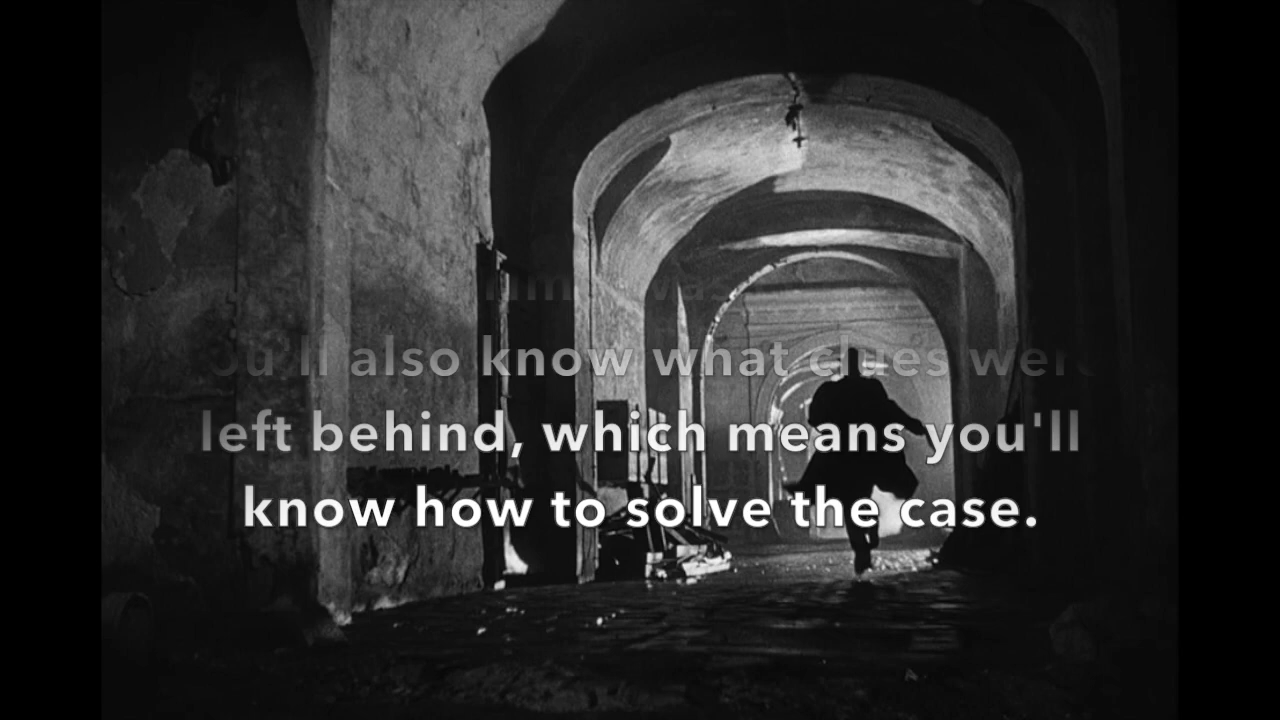 also know what clues
left behind, which means you'll
know how to solve the case.